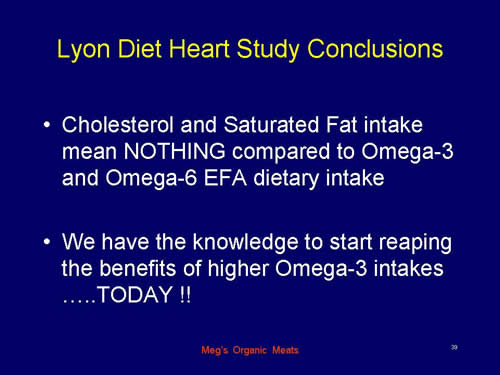 Lyon Diet Heart Study Conclusions
• Cholesterol and Saturated Fat intake
mean NOTHING compared to Omega-3
and Omega-6 EFA dietary intake
• We have the knowledge to start reaping
the benefits of higher Omega-3 intakes
…..TODAY !!
Meg's Organic Meats
39